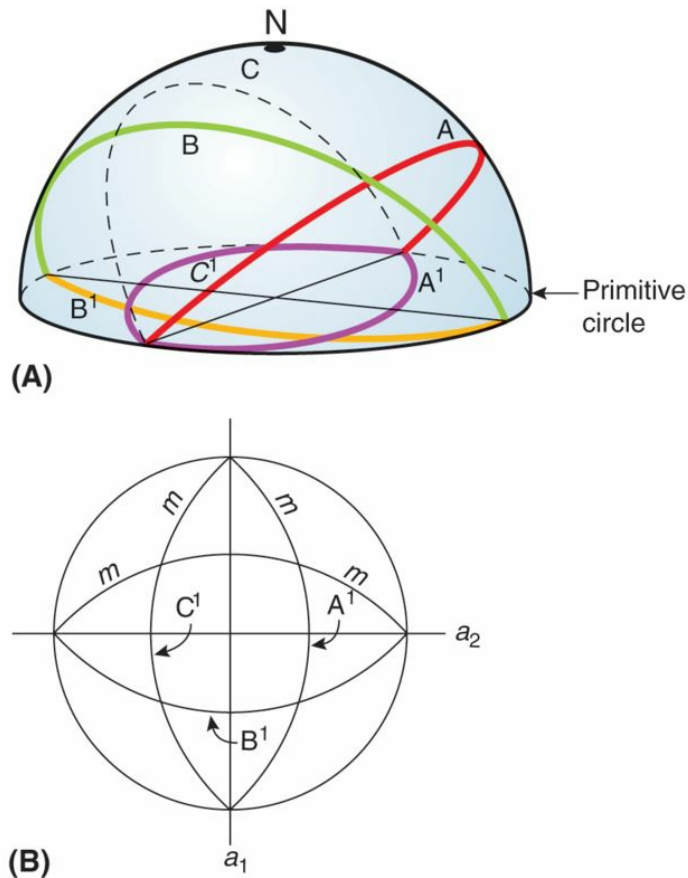 N
C
A
B
C¹
A¹
B¹
Primitive
circle
(A)
m m
m m
C¹ A¹
a₂
B¹
(B)
a₁